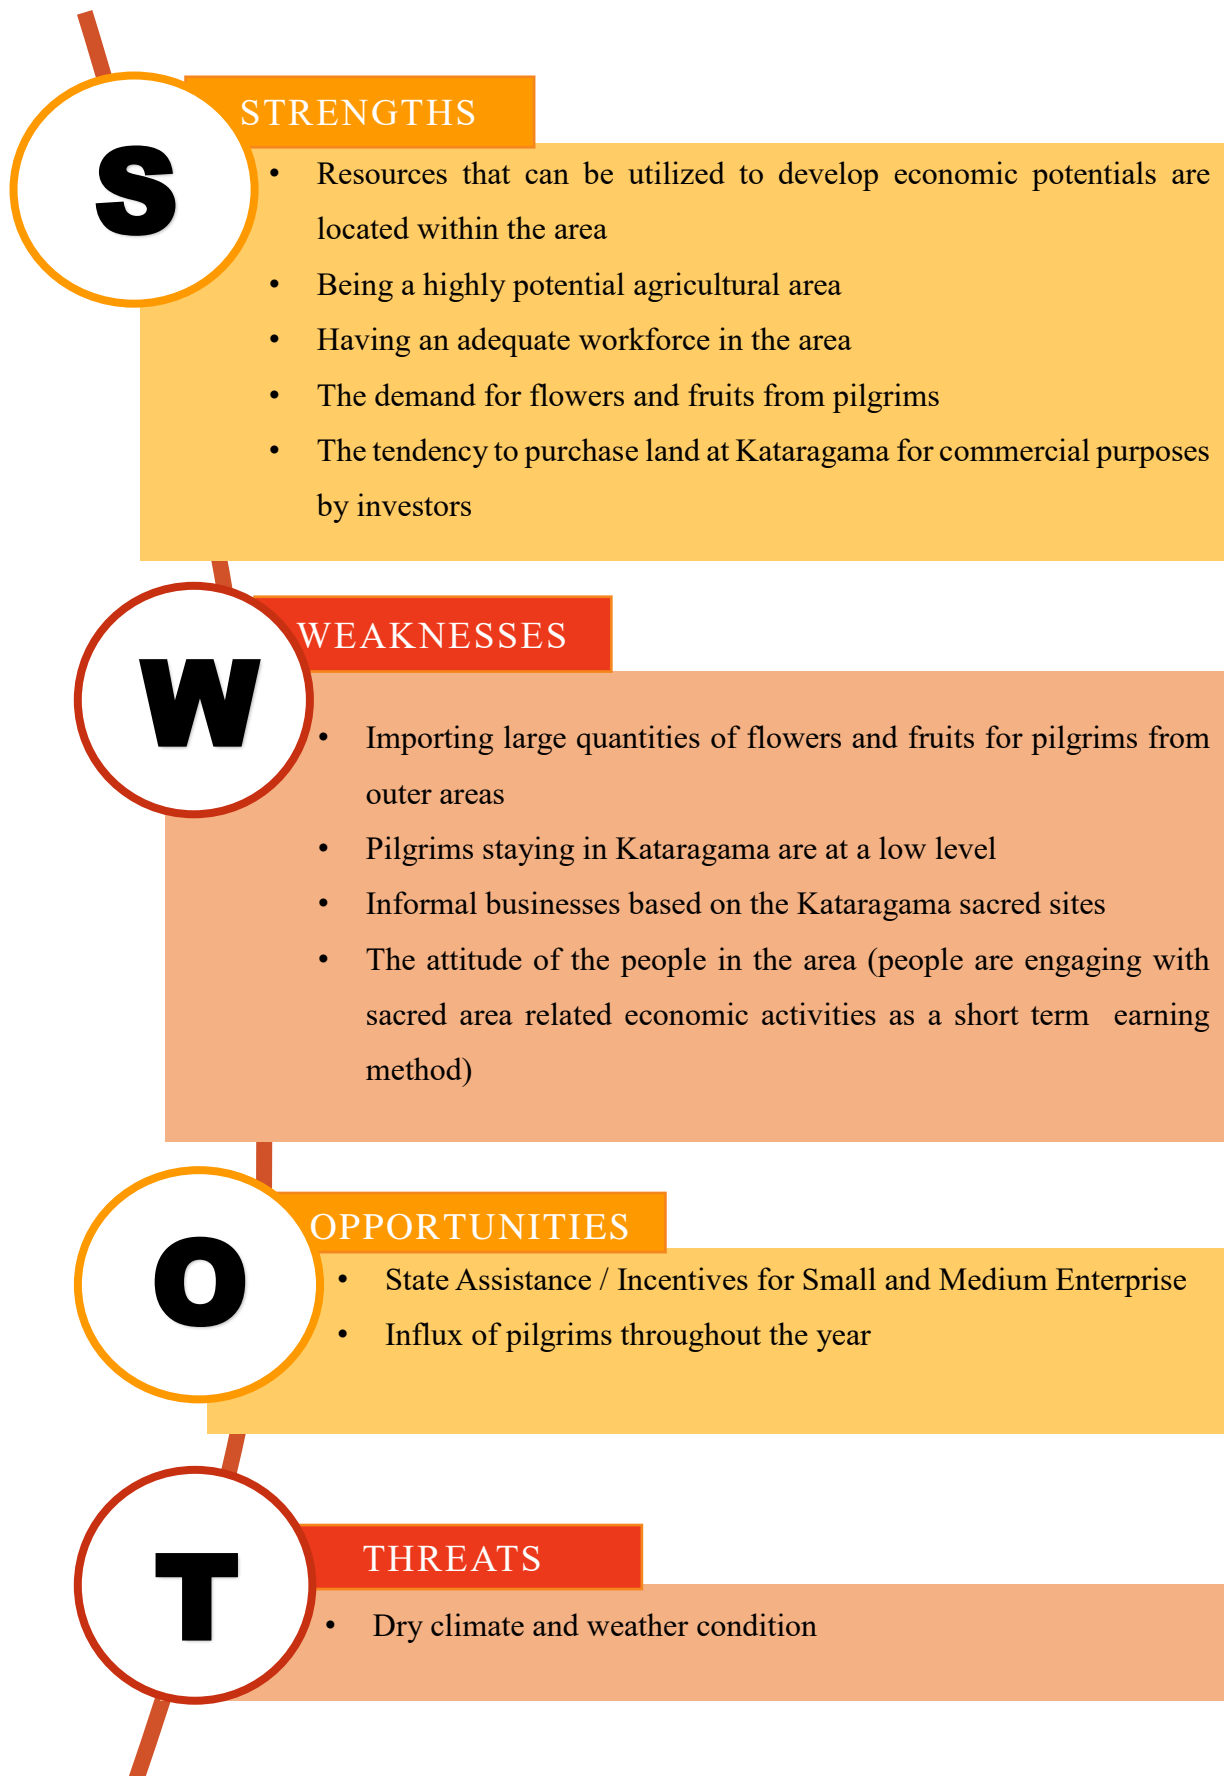 STRENGTHS
S
• Resources that can be utilized to develop economic potentials are
located within the area
• Being a highly potential agricultural area
• Having an adequate workforce in the area
• The demand for flowers and fruits from pilgrims
• The tendency to purchase land at Kataragama for commercial purposes
by investors
WEAKNESSES
W
• Importing large quantities of flowers and fruits for pilgrims from
outer areas
• Pilgrims staying in Kataragama are at a low level
• Informal businesses based on the Kataragama sacred sites
• The attitude of the people in the area (people are engaging with
sacred area related economic activities as a short term earning
method)
OPPORTUNITIES
O
• State Assistance / Incentives for Small and Medium Enterprise
• Influx of pilgrims throughout the year
THREATS
T
• Dry climate and weather condition